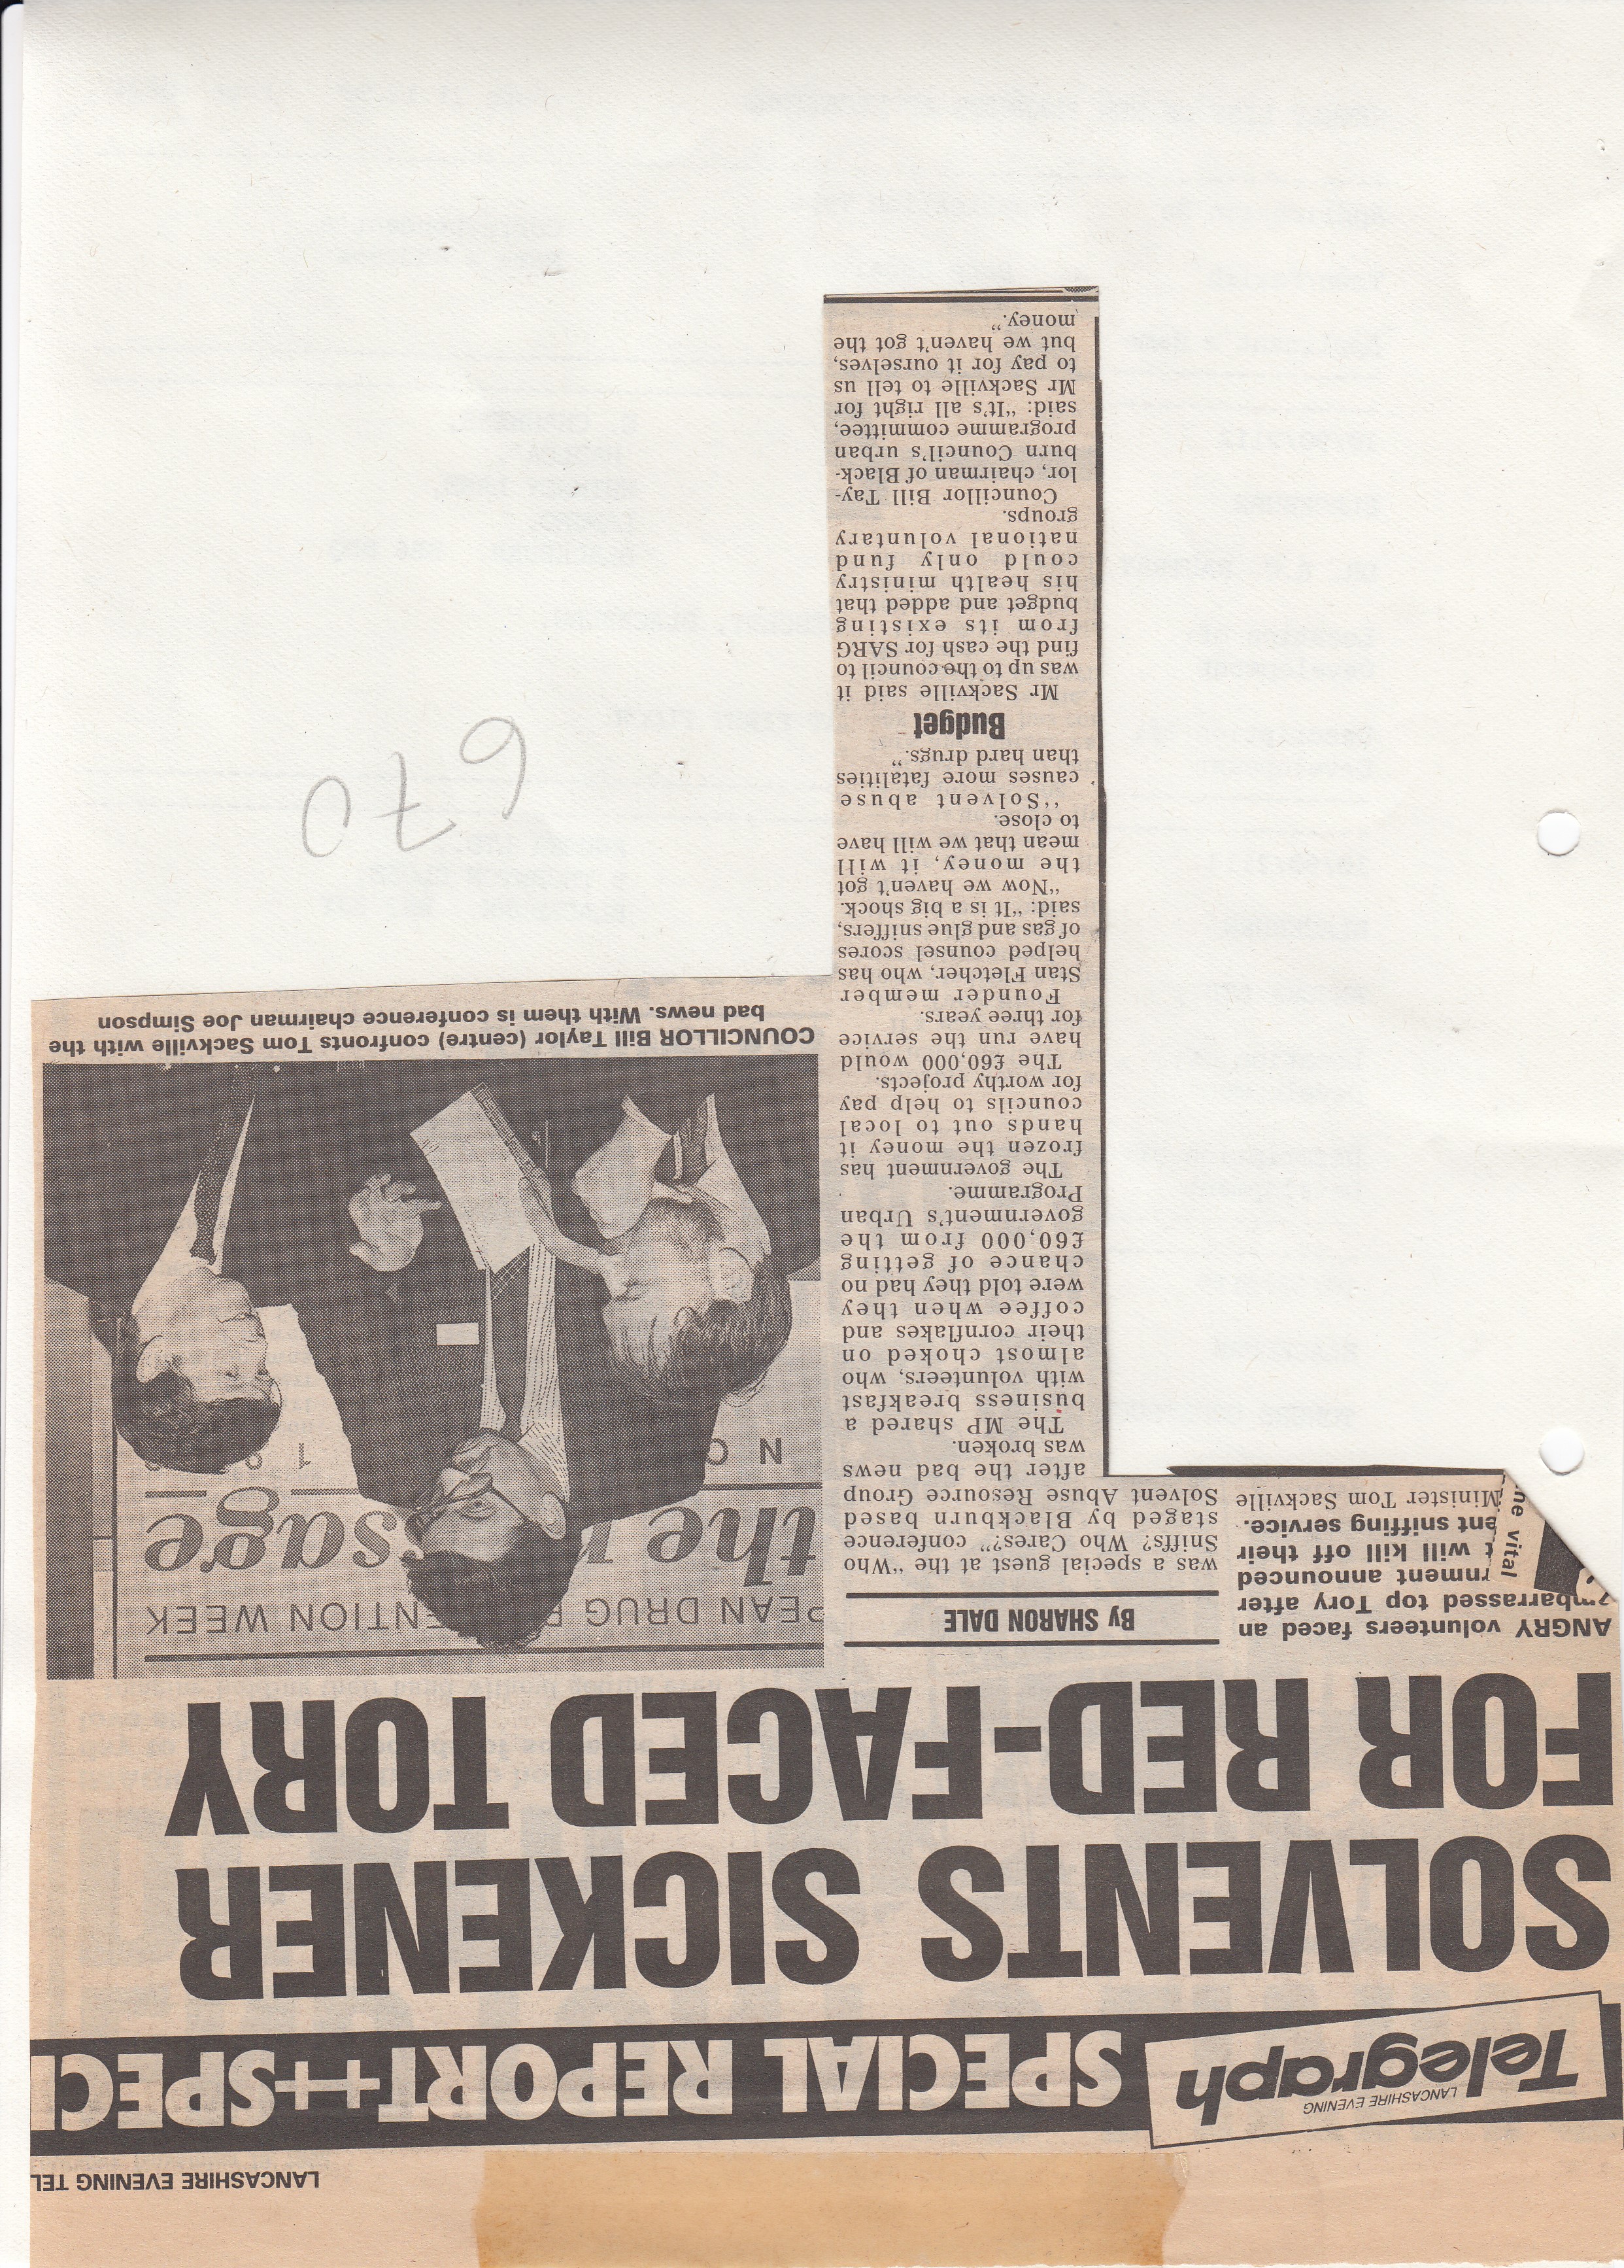 LANCASHIRE EVENING TEL
LANCASHIRE EVENING
Telegraph
SPECIAL REPORT++SPECI
SOLVENTS SICKENER
FOR RED-FACED TORY
ANGRY volunteers faced an
embarrassed top Tory after
announced
will kill off their
sniffing service.
Minister Tom Sackville
vital
By SHARON DALE
was a special guest at the “Who
Sniffs? Who Cares?” conference
staged by Blackburn based
Solvent Abuse Resource Group
after the bad news
was broken.
The MP shared a
business breakfast
with volunteers, who
almost choked on
their cornflakes and
coffee when they
were told they had no
chance of getting
£60,000 from the
government's Urban
Programme.
The government has
frozen the money it
hands out to local
councils to help pay
for worthy projects.
The £60,000 would
have run the service
for three years.
Founder member
Stan Fletcher, who has
helped counsel scores
of gas and glue sniffers,
said: “It is a big shock.
“Now we haven't got
the money, it will
mean that we will have
to close.
“Solvent abuse
causes more fatalities
than hard drugs.”
Budget
Mr Sackville said it
was up to the council to
find the cash for SARG
from its existing
budget and added that
his health ministry
could only fund
national voluntary
groups.
Councillor Bill Tay-
lor, chairman of Black-
burn Council's urban
programme committee,
said: “It's all right for
Mr Sackville to tell us
to pay for it ourselves,
but we haven't got the
money.”
PEAN DRUG ENTION WEEK
the sage
COUNCILLOR Bill Taylor (centre) confronts Tom Sackville with the
bad news. With them is conference chairman Joe Simpson
670